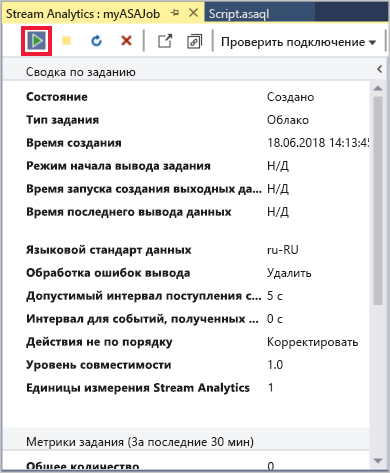 Stream Analytics : myASAJob
Script.asaql
Проверить подключение
Сводка по заданию
Состояние Создано
Тип задания Облако
Время создания 18.06.2018 14:13:45
Режим начала вывода задания Н/Д
Время запуска создания выходных да... Н/Д
Время последнего вывода данных Н/Д
Языковой стандарт данных ru-RU
Обработка ошибок вывода Удалить
Допустимый интервал поступления с... 5 с
Интервал для событий, полученных ... 0 с
Действия не по порядку Корректировать
Уровень совместимости 1.0
Единицы измерения Stream Analytics 1
Метрики задания (За последние 30 мин)
Общее количество 0